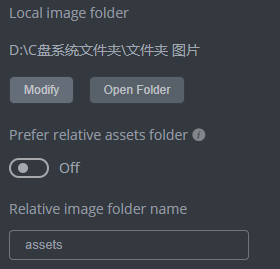 Local image folder
D:\C盘系统文件夹\文件夹 图片
Modify
Open Folder
Prefer relative assets folder
Off
Relative image folder name
assets